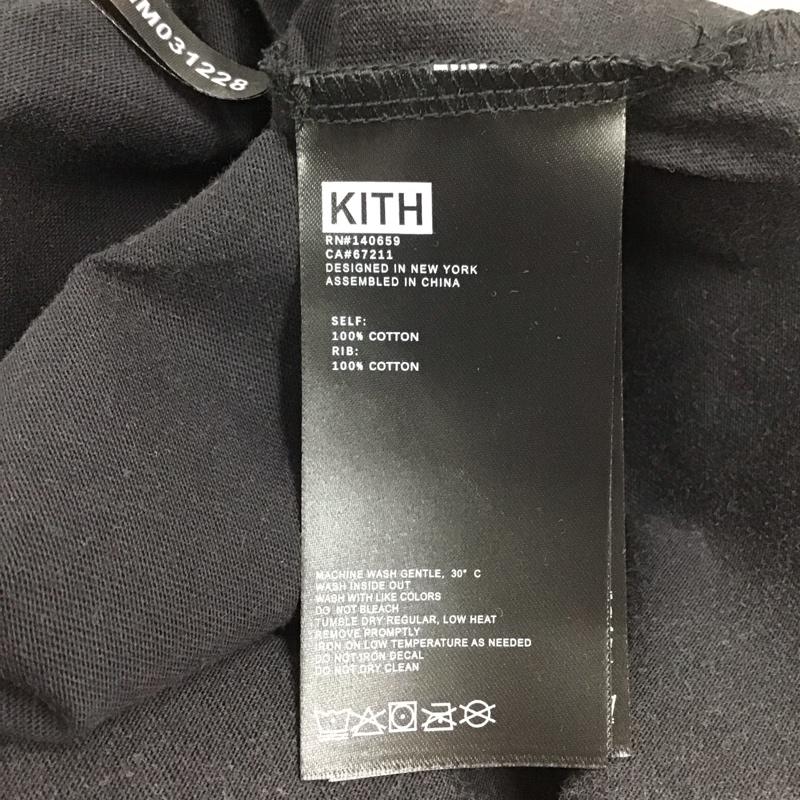 M031228
KITH
RN#140659
CA#67211
DESIGNED IN NEW YORK
ASSEMBLED IN CHINA
SELF:
100% COTTON
RIB:
100% COTTON
MACHINE WASH GENTLE, 30° C
WASH INSIDE OUT
WASH WITH LIKE COLORS
DO NOT BLEACH
TUMBLE DRY REGULAR, LOW HEAT
REMOVE PROMPTLY
IRON ON LOW TEMPERATURE AS NEEDED
DO NOT IRON DECAL
DO NOT DRY CLEAN